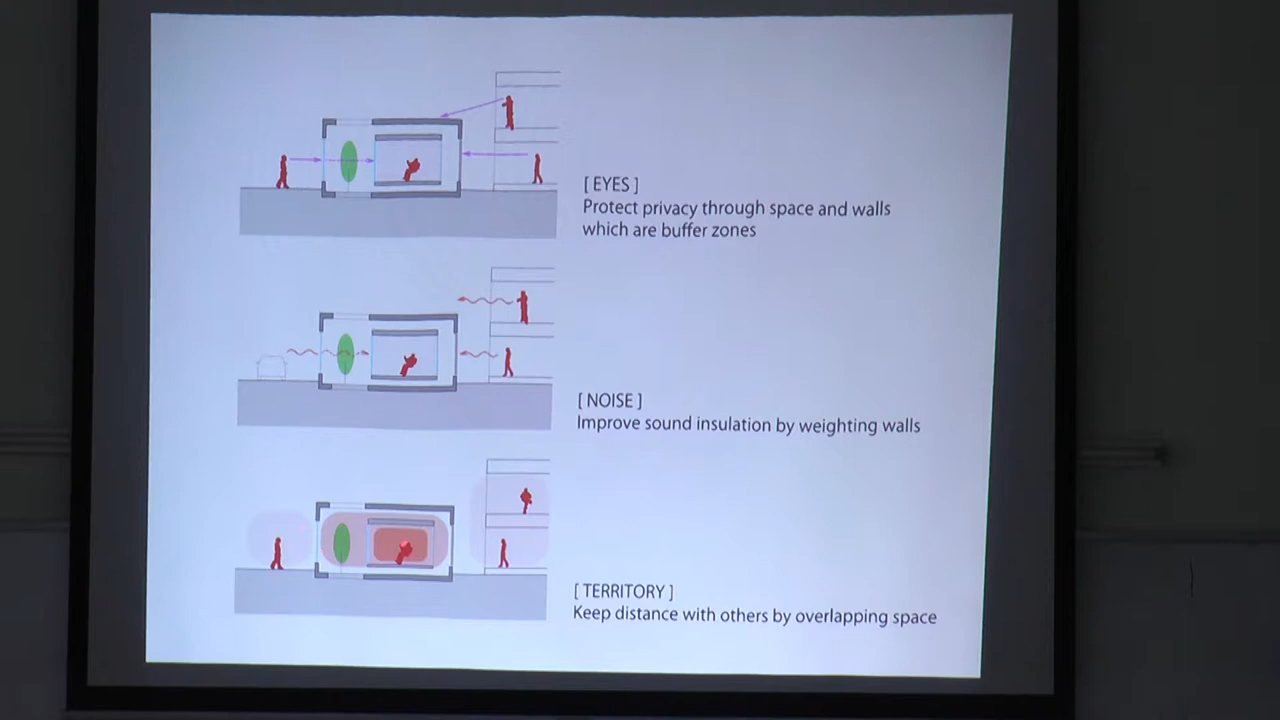 [ EYES ]
Protect privacy through space and walls
which are buffer zones
[ NOISE ]
Improve sound insulation by weighting walls
[ TERRITORY ]
Keep distance with others by overlapping space